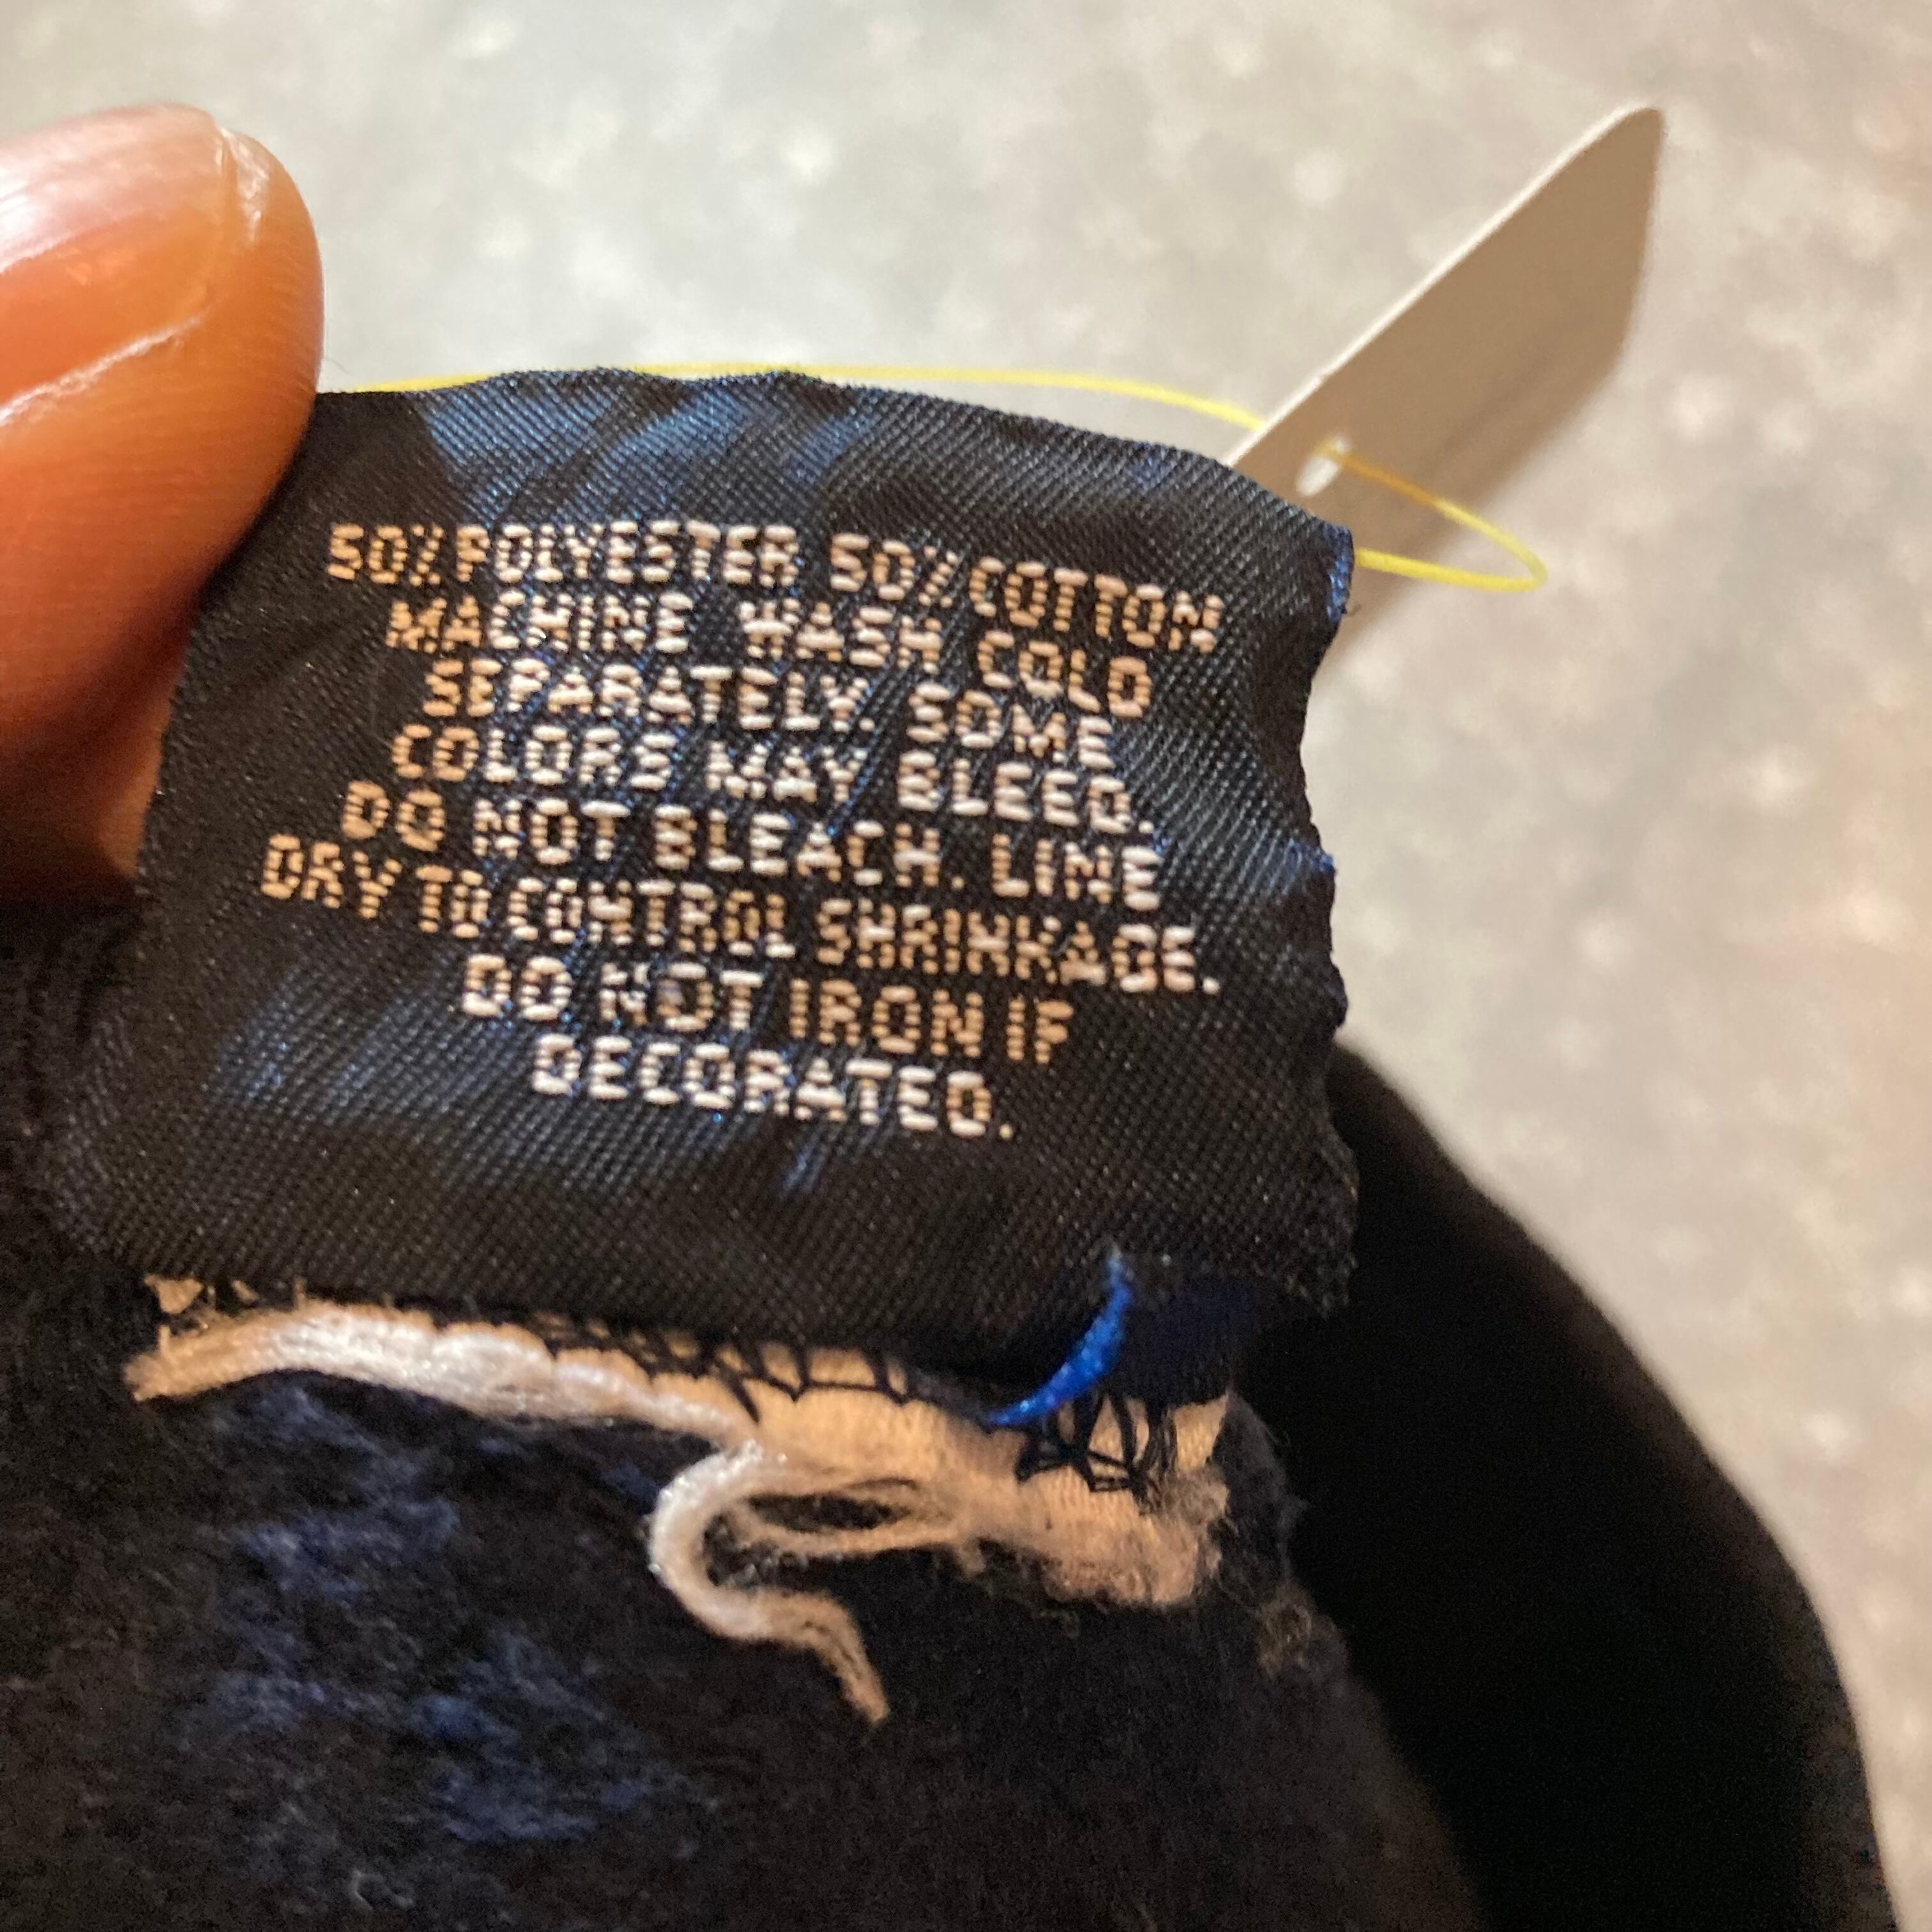 50% POLYESTER 50% COTTON
MACHINE WASH COLD
SEPARATELY. SOME
COLORS MAY BLEED.
DO NOT BLEACH. LINE
DRY TO CONTROL SHRINKAGE.
DO NOT IRON IF
DECORATED.